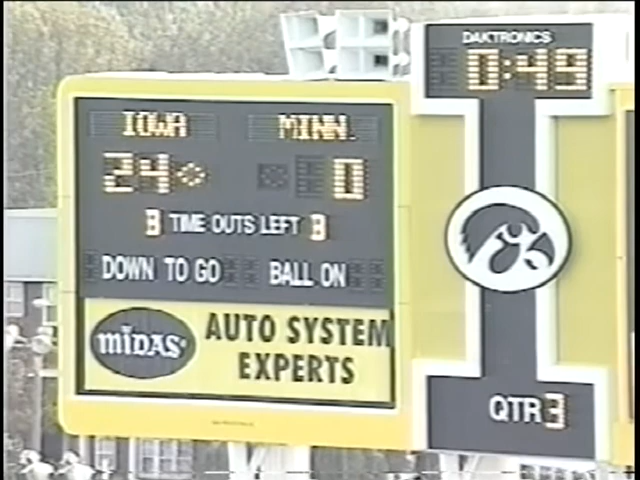 DAKTRONICS
0:49
IOWA MINN.
24 0
3 TIME OUTS LEFT 3
DOWN TO GO BALL ON
MIDAS AUTO SYSTEM
EXPERTS
QTR 3